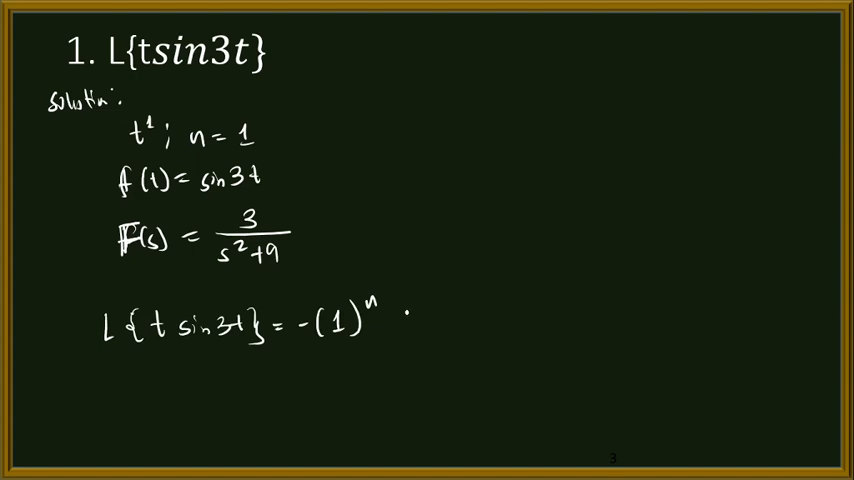 1. L{tsin3t}
Solution:
t¹ ; n = 1
f(t) = sin3t
F(s) = 3/(s²+9)
L{t sin3t} = -(1)ⁿ ·
3